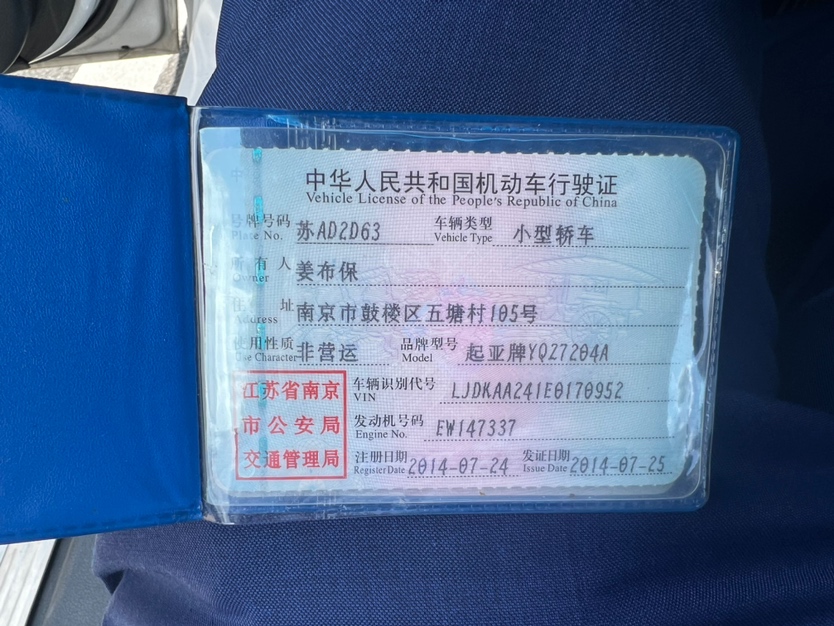 中华人民共和国机动车行驶证
Vehicle License of the People's Republic of China
号牌号码 苏AD2D63 车辆类型 小型轿车
Plate No. Vehicle Type
所有人 姜布保
Owner
住址 南京市鼓楼区五塘村105号
Address
使用性质 非营运 品牌型号 起亚牌YQZ7204A
Use Character Model
江苏省南京
市公安局
交通管理局
车辆识别代号 LJDKAA241E0170952
VIN
发动机号码 EW147337
Engine No.
注册日期 2014-07-24 发证日期 2014-07-25
Register Date Issue Date